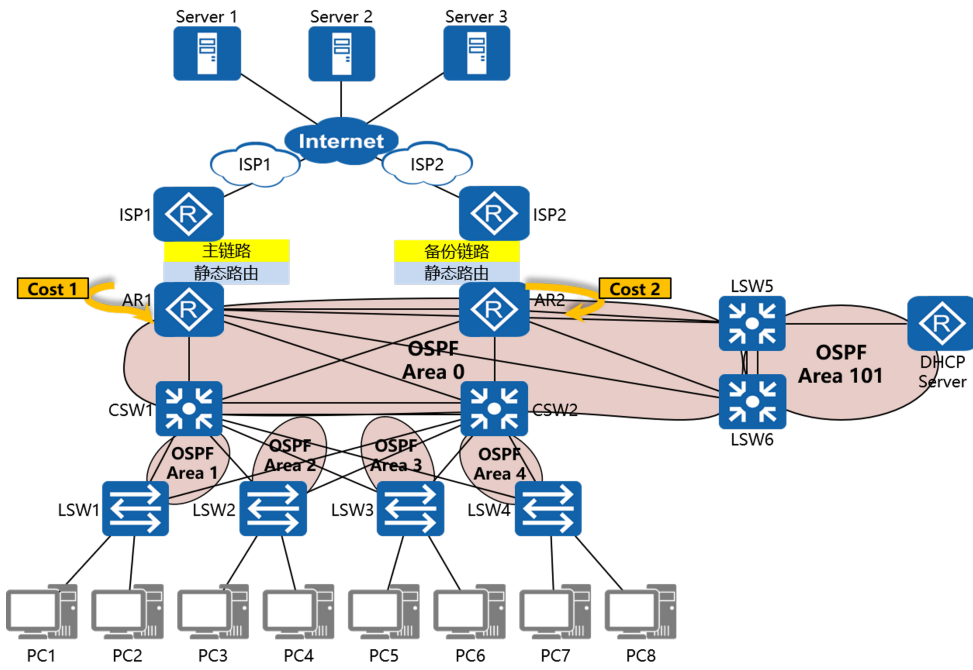 Server 1
Server 2
Server 3
Internet
ISP1
ISP2
ISP1
ISP2
主链路
静态路由
备份链路
静态路由
Cost 1
AR1
AR2
Cost 2
LSW5
OSPF
Area 0
OSPF
Area 101
DHCP
Server
CSW1
CSW2
LSW6
OSPF
Area 1
OSPF
Area 2
OSPF
Area 3
OSPF
Area 4
LSW1
LSW2
LSW3
LSW4
PC1
PC2
PC3
PC4
PC5
PC6
PC7
PC8
R
R
R
R
R